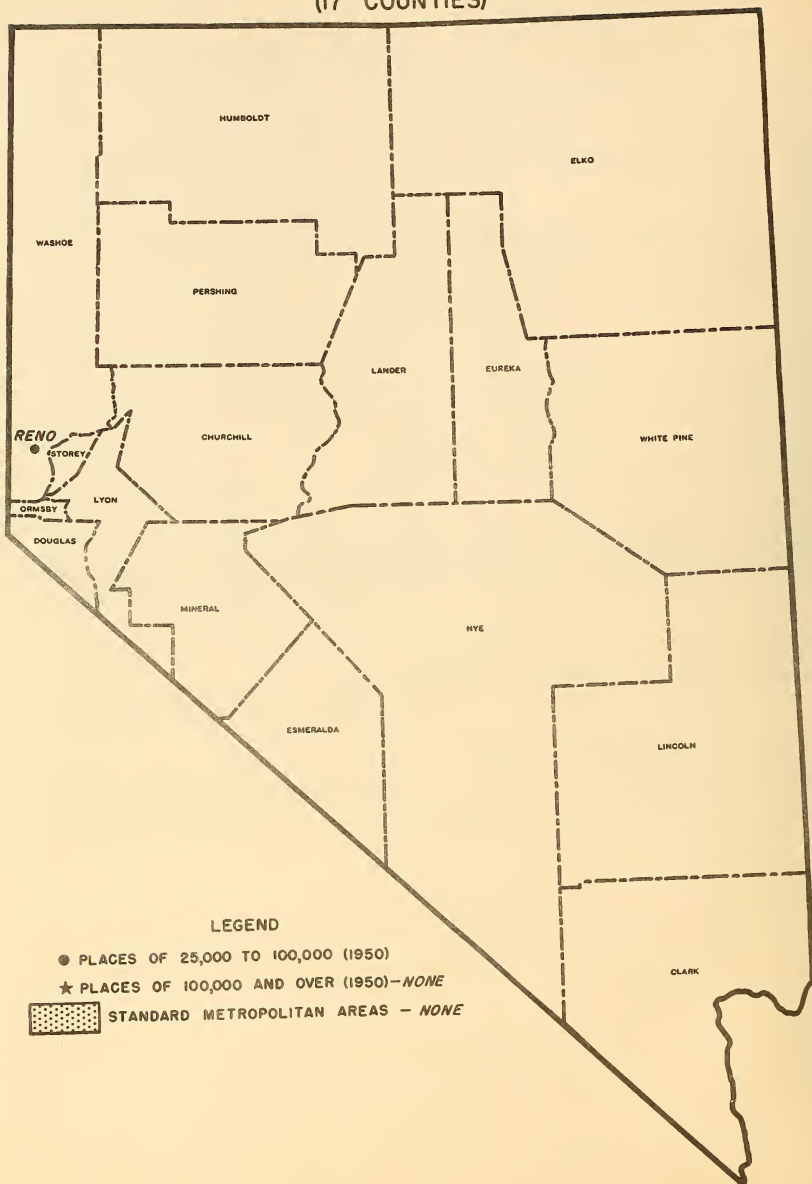 (17 COUNTIES)
HUMBOLDT
ELKO
WASHOE
PERSHING
LANDER
EUREKA
CHURCHILL
WHITE PINE
RENO
STOREY
LYON
ORMSBY
DOUGLAS
MINERAL
NYE
ESMERALDA
LINCOLN
CLARK
LEGEND
● PLACES OF 25,000 TO 100,000 (1950)
★ PLACES OF 100,000 AND OVER (1950)-NONE
STANDARD METROPOLITAN AREAS - NONE